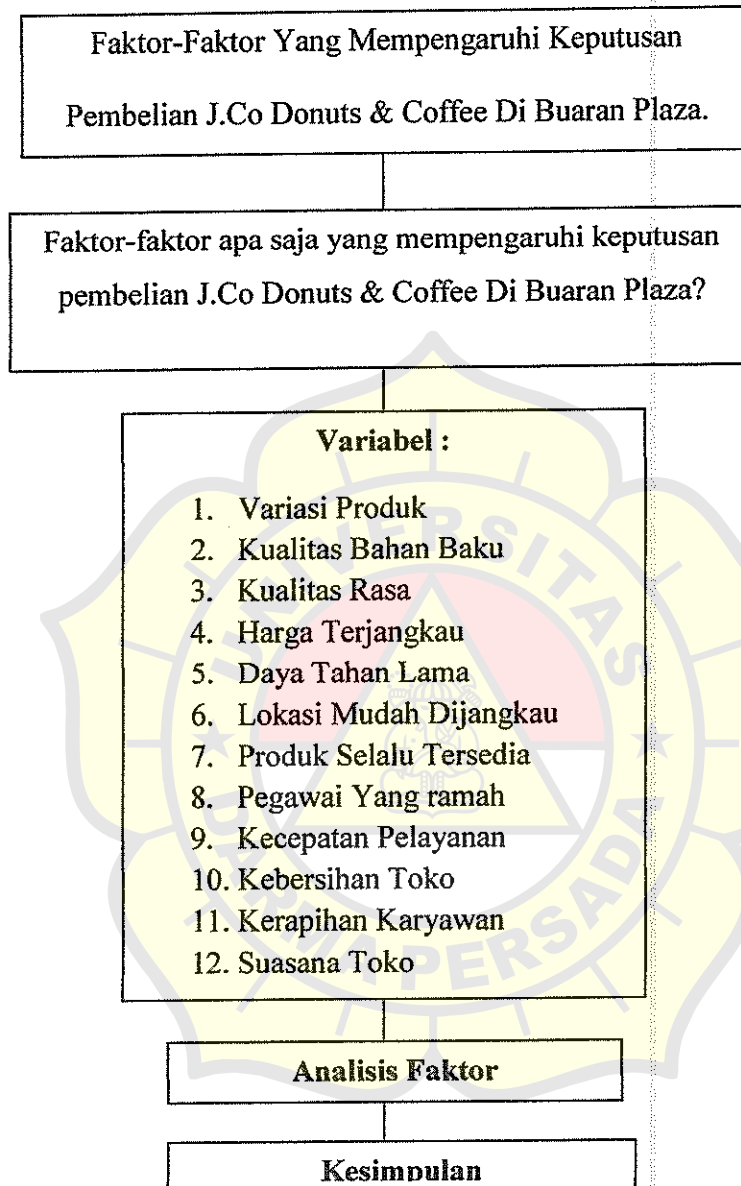 Faktor-Faktor Yang Mempengaruhi Keputusan
Pembelian J.Co Donuts & Coffee Di Buaran Plaza.
Faktor-faktor apa saja yang mempengaruhi keputusan
pembelian J.Co Donuts & Coffee Di Buaran Plaza?
Variabel :
1. Variasi Produk
2. Kualitas Bahan Baku
3. Kualitas Rasa
4. Harga Terjangkau
5. Daya Tahan Lama
6. Lokasi Mudah Dijangkau
7. Produk Selalu Tersedia
8. Pegawai Yang ramah
9. Kecepatan Pelayanan
10. Kebersihan Toko
11. Kerapihan Karyawan
12. Suasana Toko
Analisis Faktor
Kesimpulan
UNIVERSITAS
DARMA PERSADA